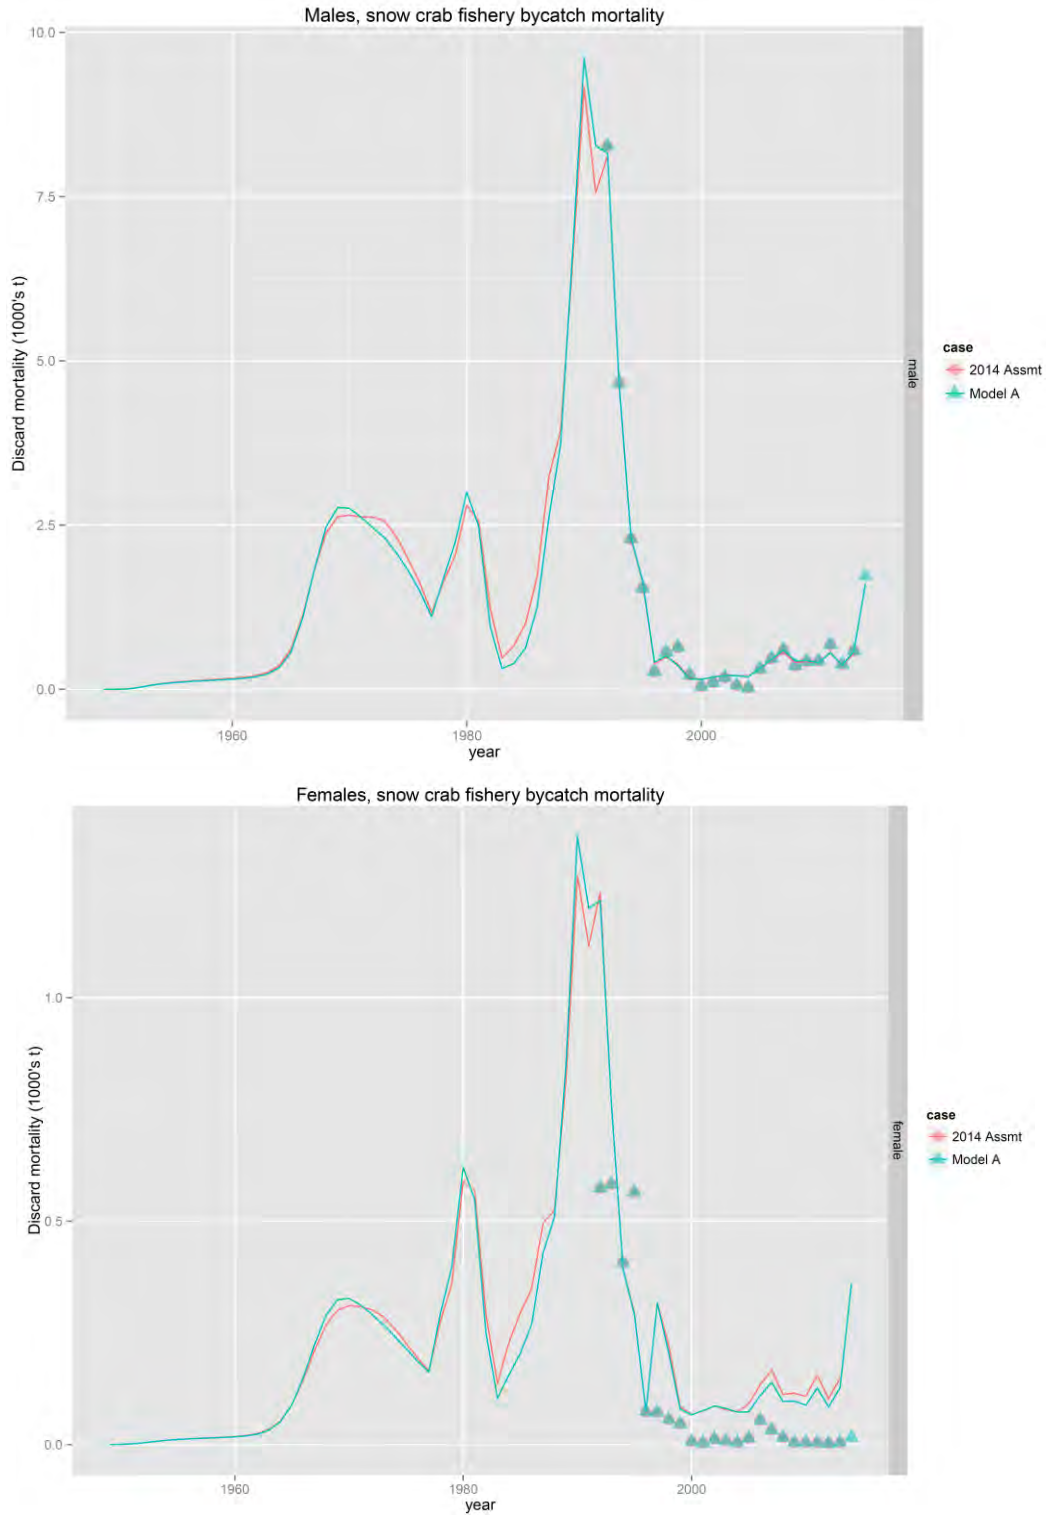 Males, snow crab fishery bycatch mortality
10.0
7.5
5.0
2.5
0.0
Discard mortality (1000's t)
1960
1980
2000
year
male
case
2014 Assmt
Model A
Females, snow crab fishery bycatch mortality
1.0
0.5
0.0
Discard mortality (1000's t)
1960
1980
2000
year
female
case
2014 Assmt
Model A